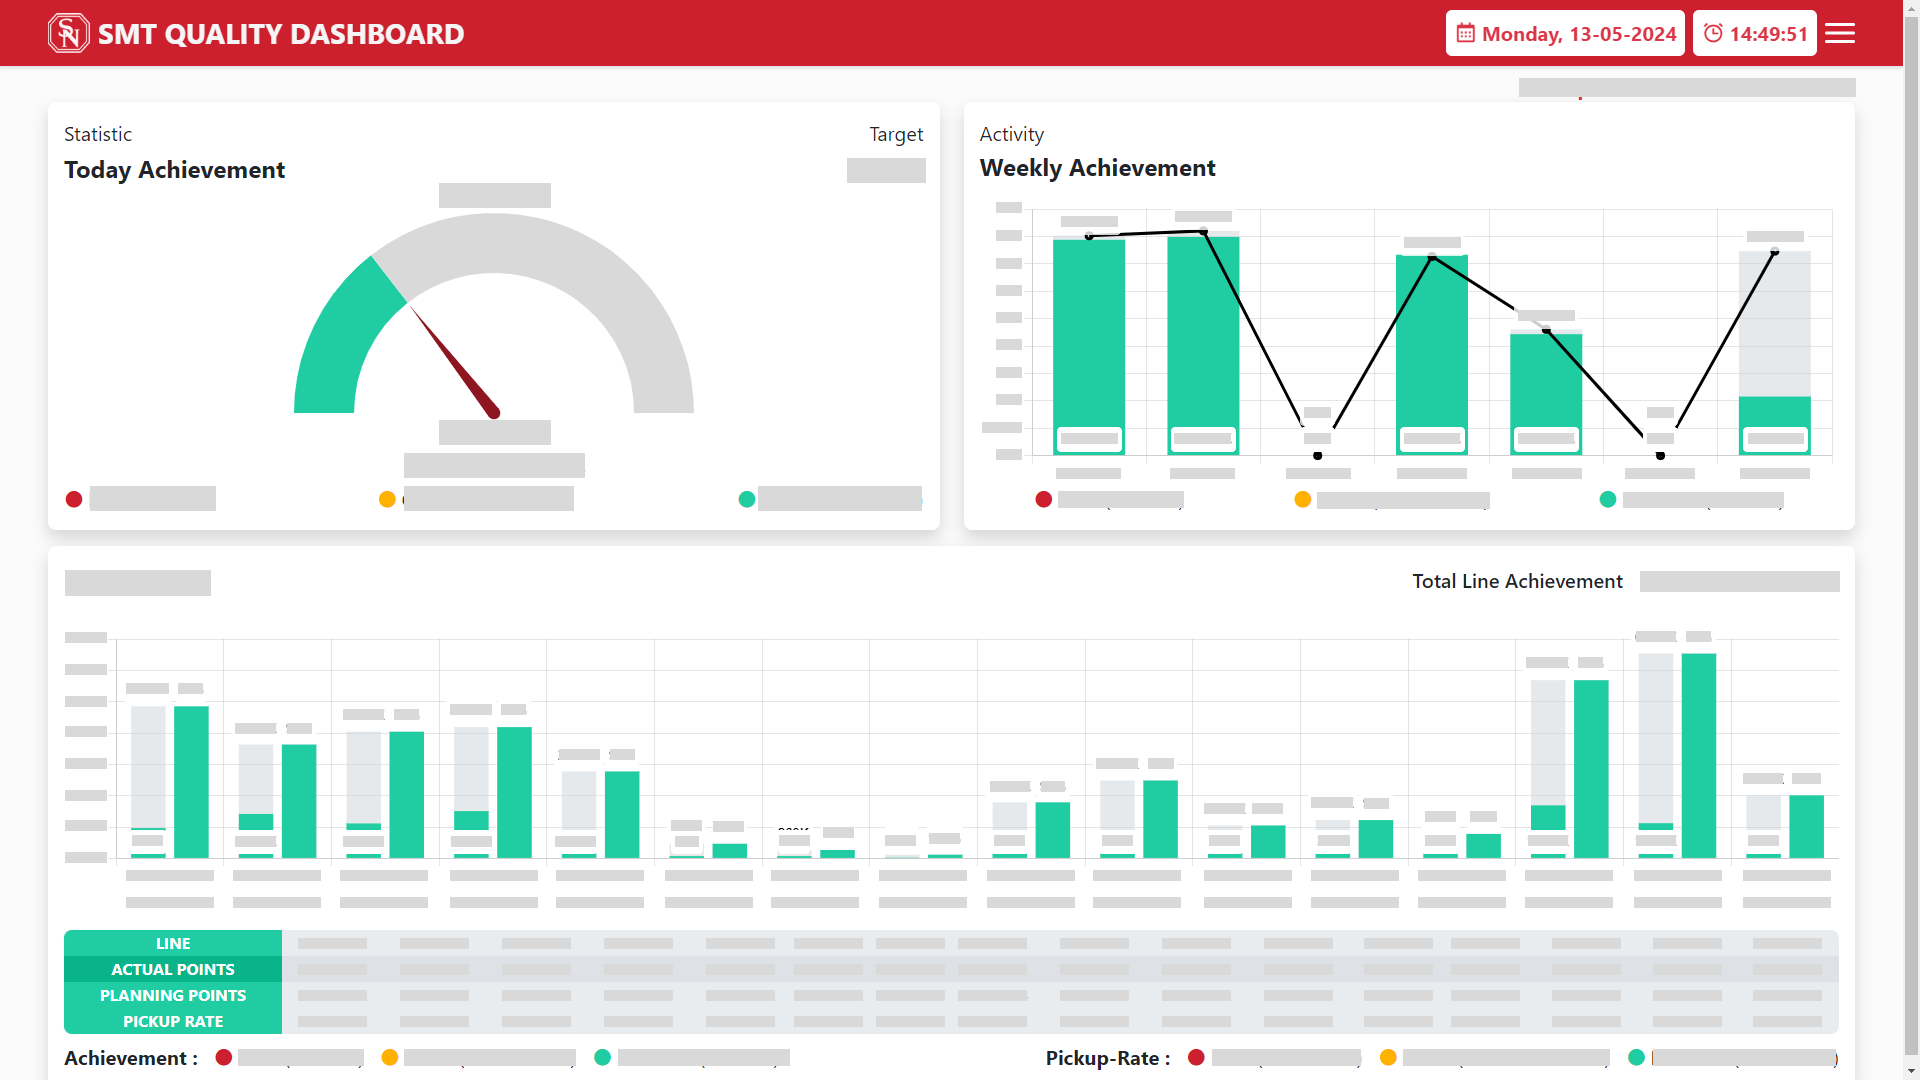 SN SMT QUALITY DASHBOARD
Monday, 13-05-2024
14:49:51
Statistic
Target
Today Achievement
Activity
Weekly Achievement
Total Line Achievement
LINE
ACTUAL POINTS
PLANNING POINTS
PICKUP RATE
Achievement :
Pickup-Rate :